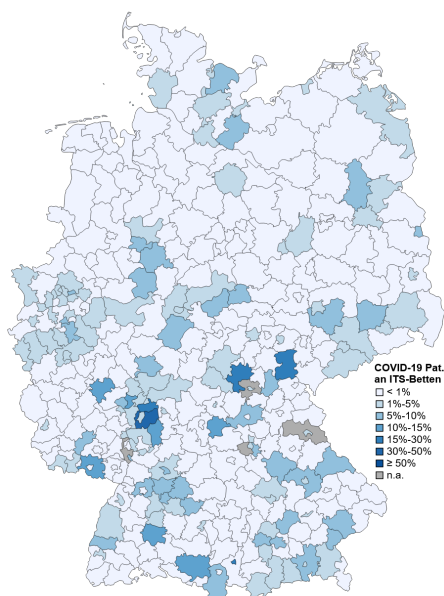 COVID-19 Pat.
an ITS-Betten
< 1%
1%-5%
5%-10%
10%-15%
15%-30%
30%-50%
≥ 50%
n.a.